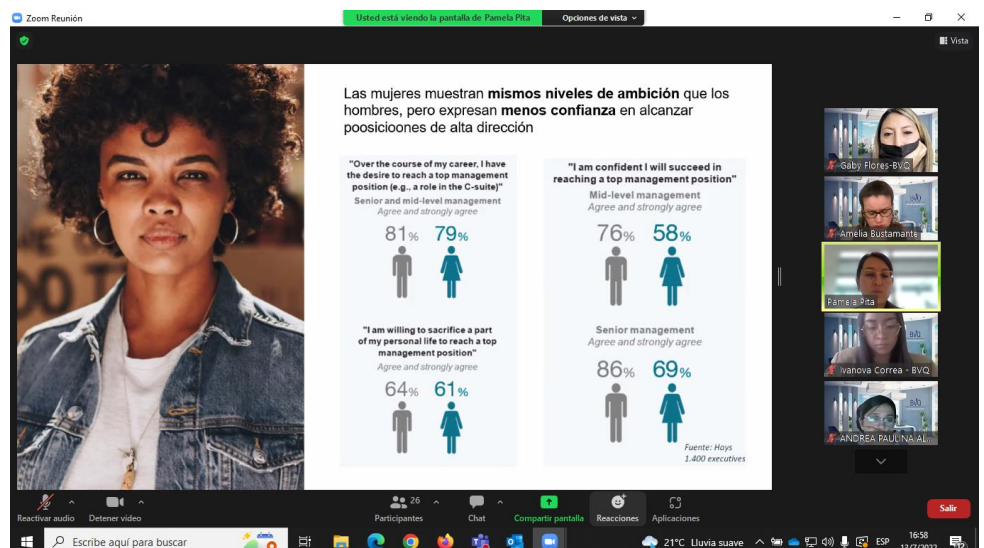 Zoom Reunión
Usted está viendo la pantalla de Pamela Pita
Opciones de vista
Vista
Las mujeres muestran mismos niveles de ambición que los
hombres, pero expresan menos confianza en alcanzar
poosicioones de alta dirección
"Over the course of my career, I have
the desire to reach a top management
position (e.g., a role in the C-suite)"
Senior and mid-level management
Agree and strongly agree
81% 79%
"I am willing to sacrifice a part
of my personal life to reach a top
management position"
Agree and strongly agree
64% 61%
"I am confident I will succeed in
reaching a top management position"
Mid-level management
Agree and strongly agree
76% 58%
Senior management
Agree and strongly agree
86% 69%
Fuente: Hays
1.400 executives
Gaby Flores-BVQ
Amelia Bustamante
Pamela Pita
Ivanova Correa - BVQ
ANDREA PAULINA AL...
Reactivar audio
Detener video
26
Participantes
Chat
Compartir pantalla
Reacciones
Aplicaciones
Salir
Escribe aquí para buscar
21°C Lluvia suave
ESP
16:58
13/7/2022